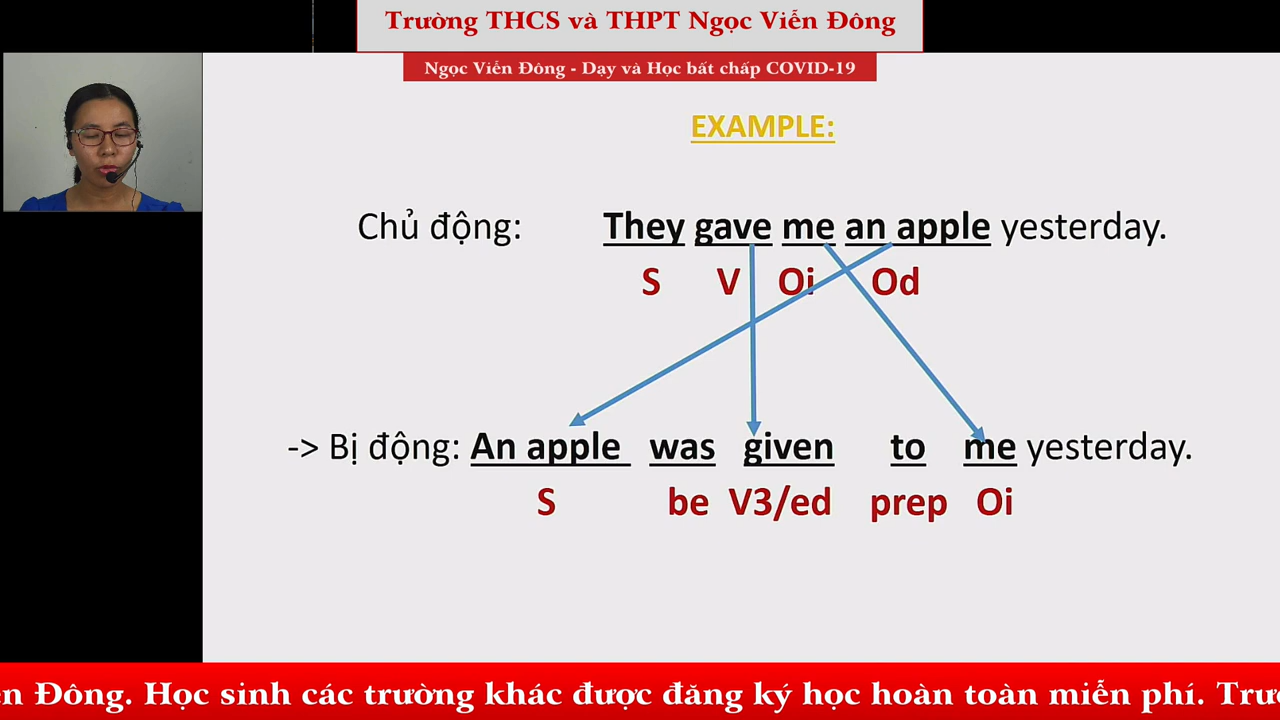 Trường THCS và THPT Ngọc Viễn Đông
Ngọc Viễn Đông - Dạy và Học bất chấp COVID-19
EXAMPLE:
Chủ động: They gave me an apple yesterday.
S V Oi Od
-> Bị động: An apple was given to me yesterday.
S be V3/ed prep Oi
Đông. Học sinh các trường khác được đăng ký học hoàn toàn miễn phí.